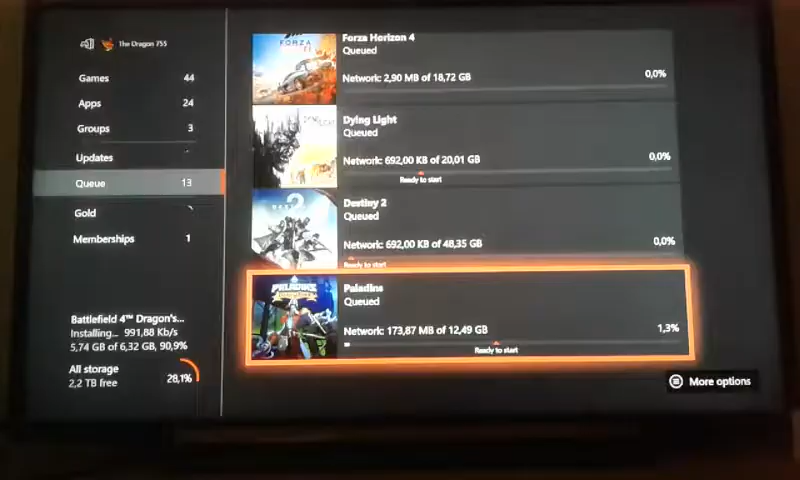 The Dragon 755
Games 44
Apps 24
Groups 3
Updates
Queue 13
Gold
Memberships 1
Battlefield 4™ Dragon's...
Installing... 991,88 Kb/s
5,74 GB of 6,32 GB, 90,9%
All storage
2,2 TB free
28,1%
FORZA
Forza Horizon 4
Queued
Network: 2,90 MB of 18,72 GB
0,0%
Dying Light
Queued
Network: 692,00 KB of 20,01 GB
0,0%
Ready to start
Destiny 2
Queued
Network: 692,00 KB of 48,35 GB
0,0%
Ready to start
PALADINS
Paladins
Queued
Network: 173,87 MB of 12,49 GB
1,3%
Ready to start
More options